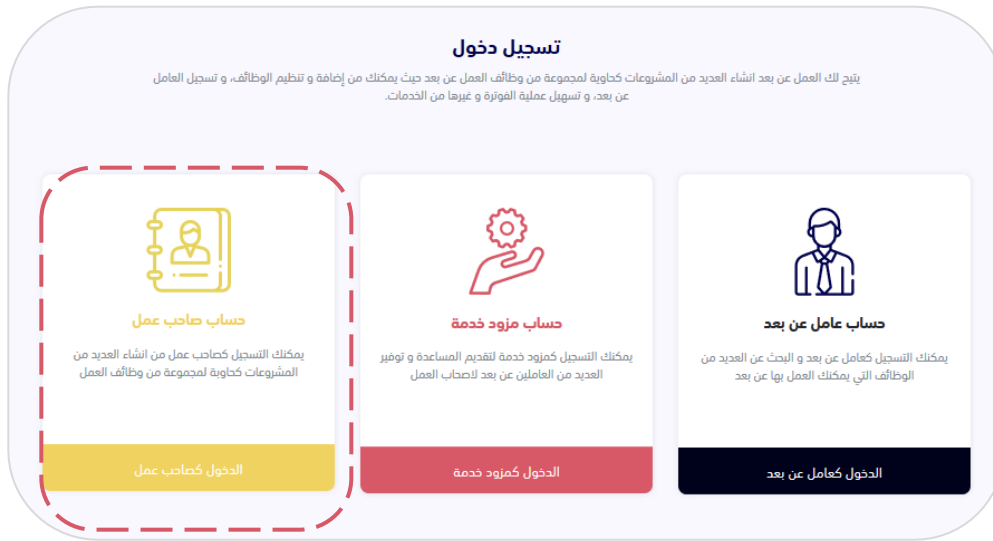 تسجيل دخول
يتيح لك العمل عن بعد انشاء العديد من المشروعات كحاوية لمجموعة من وظائف العمل عن بعد حيث يمكنك من إضافة و تنظيم الوظائف، و تسجيل العامل
عن بعد، و تسهيل عملية الفوترة و غيرها من الخدمات.
حساب عامل عن بعد
يمكنك التسجيل كعامل عن بعد و البحث عن العديد من
الوظائف التي يمكنك العمل بها عن بعد
الدخول كعامل عن بعد
حساب مزود خدمة
يمكنك التسجيل كمزود خدمة لتقديم المساعدة و توفير
العديد من العاملين عن بعد لاصحاب العمل
الدخول كمزود خدمة
حساب صاحب عمل
يمكنك التسجيل كصاحب عمل من انشاء العديد من
المشروعات كحاوية لمجموعة من وظائف العمل
الدخول كصاحب عمل